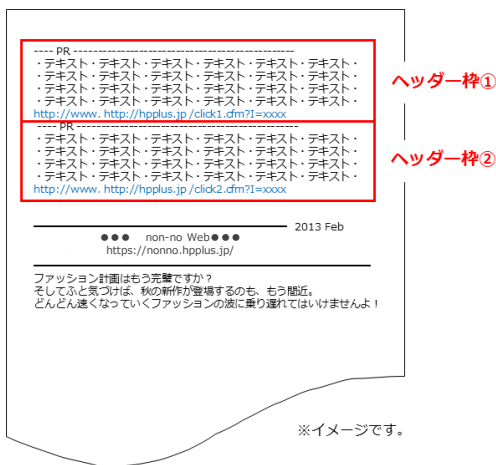 ---- PR -------------------------------------------------
・テキスト・テキスト・テキスト・テキスト・テキスト・テキスト・
・テキスト・テキスト・テキスト・テキスト・テキスト・テキスト・
・テキスト・テキスト・テキスト・テキスト・テキスト・テキスト・
・テキスト・テキスト・テキスト・テキスト・テキスト・テキスト・
http://www. http://hpplus.jp /click1.cfm?I=xxxx
ヘッダー枠①
---- PR -------------------------------------------------
・テキスト・テキスト・テキスト・テキスト・テキスト・テキスト・
・テキスト・テキスト・テキスト・テキスト・テキスト・テキスト・
・テキスト・テキスト・テキスト・テキスト・テキスト・テキスト・
・テキスト・テキスト・テキスト・テキスト・テキスト・テキスト・
http://www. http://hpplus.jp /click2.cfm?I=xxxx
ヘッダー枠②
2013 Feb
●●● non-no Web●●●
https://nonno.hpplus.jp/
ファッション計画はもう完璧ですか？
そしてふと気づけば、秋の新作が登場するのも、もう間近。
どんどん速くなっていくファッションの波に乗り遅れてはいけませんよ！
※イメージです。